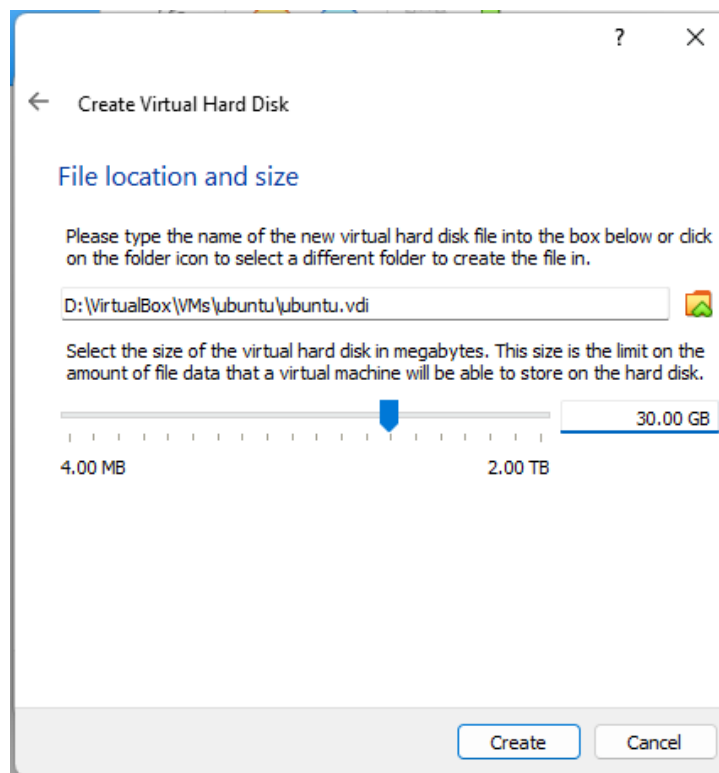 ?
Create Virtual Hard Disk
File location and size
Please type the name of the new virtual hard disk file into the box below or click
on the folder icon to select a different folder to create the file in.
D:\VirtualBox\VMs\ubuntu\ubuntu.vdi
Select the size of the virtual hard disk in megabytes. This size is the limit on the
amount of file data that a virtual machine will be able to store on the hard disk.
30.00 GB
4.00 MB 2.00 TB
Create Cancel